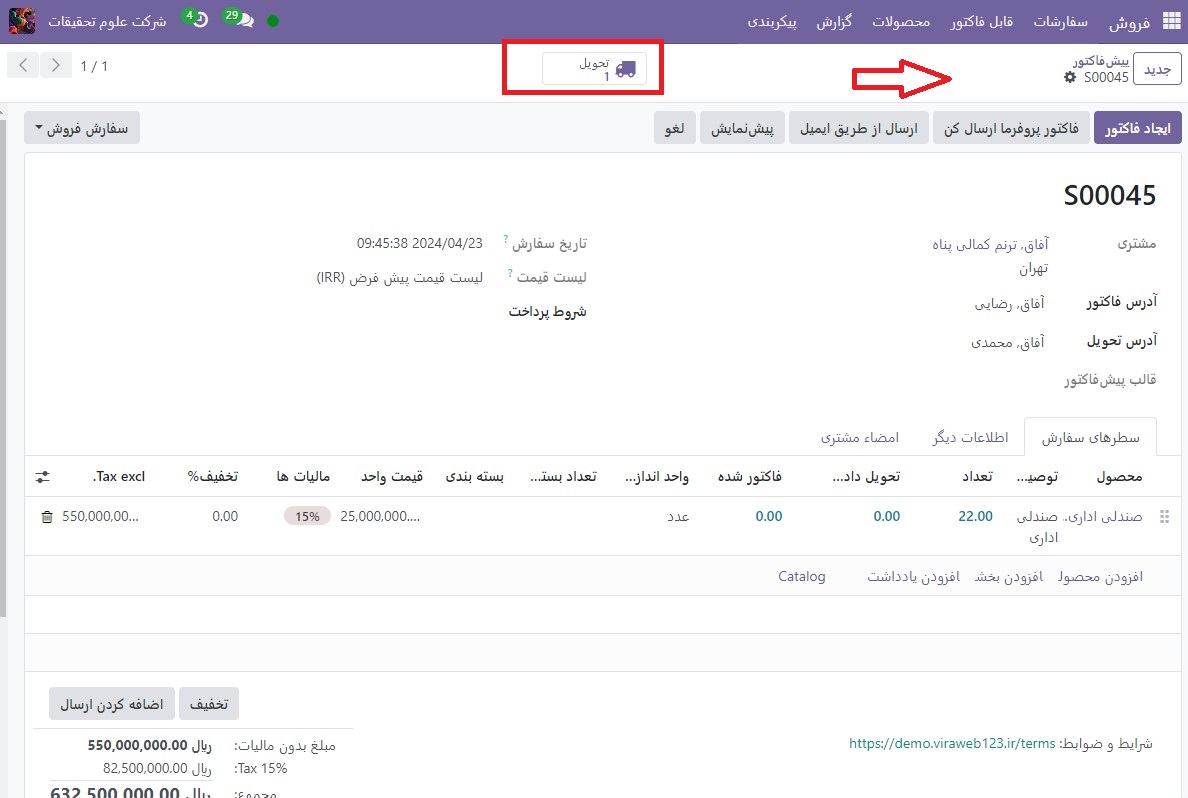 فروش سفارشات قابل فاکتور محصولات گزارش پیکربندی 29 4 شرکت علوم تحقیقات
جدید پیش‌فاکتور S00045 تحویل 1 1 / 1
ایجاد فاکتور فاکتور پروفرما ارسال کن ارسال از طریق ایمیل پیش‌نمایش لغو سفارش فروش
S00045
مشتری آفاق, ترنم کمالی پناه
تهران
آدرس فاکتور آفاق, رضایی
آدرس تحویل آفاق, محمدی
قالب پیش‌فاکتور
تاریخ سفارش ? 2024/04/23 09:45:38
لیست قیمت ? لیست قیمت پیش فرض (IRR)
شروط پرداخت
سطرهای سفارش اطلاعات دیگر امضاء مشتری
محصول توصی... تعداد تحویل داد... فاکتور شده واحد انداز... تعداد بست... بسته بندی قیمت واحد مالیات ها تخفیف% Tax excl.
صندلی اداری.. صندلی اداری 22.00 0.00 0.00 عدد 25,000,000.... 15% 0.00 550,000,00...
افزودن محصول افزودن بخش افزودن یادداشت Catalog
تخفیف اضافه کردن ارسال
شرایط و ضوابط: https://demo.viraweb123.ir/terms
مبلغ بدون مالیات: ریال 550,000,000.00
Tax 15%: ریال 82,500,000.00
مجموع: ریال 632,500,000.00